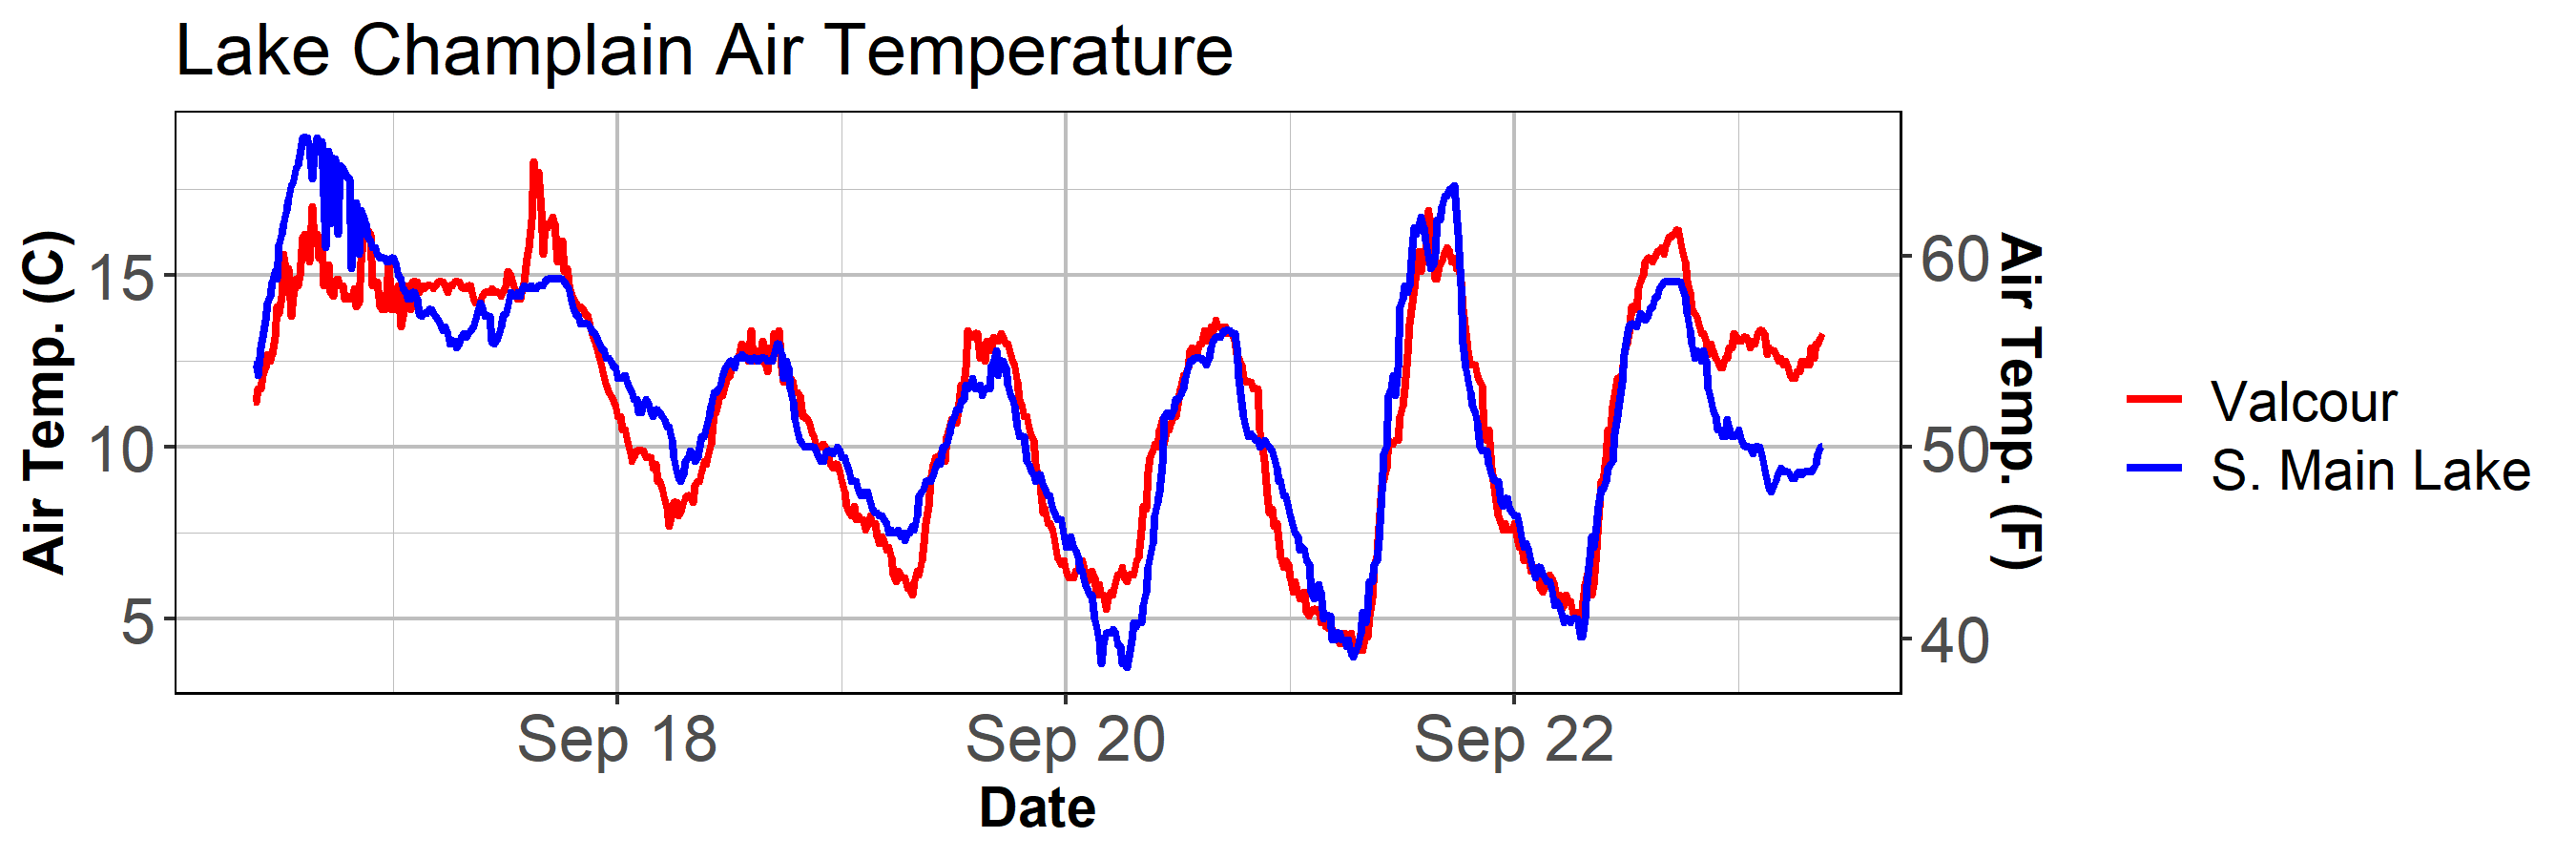 Lake Champlain Air Temperature
Air Temp. (C)
15
10
5
60
50
40
Air Temp. (F)
Sep 18
Sep 20
Sep 22
Date
Valcour
S. Main Lake